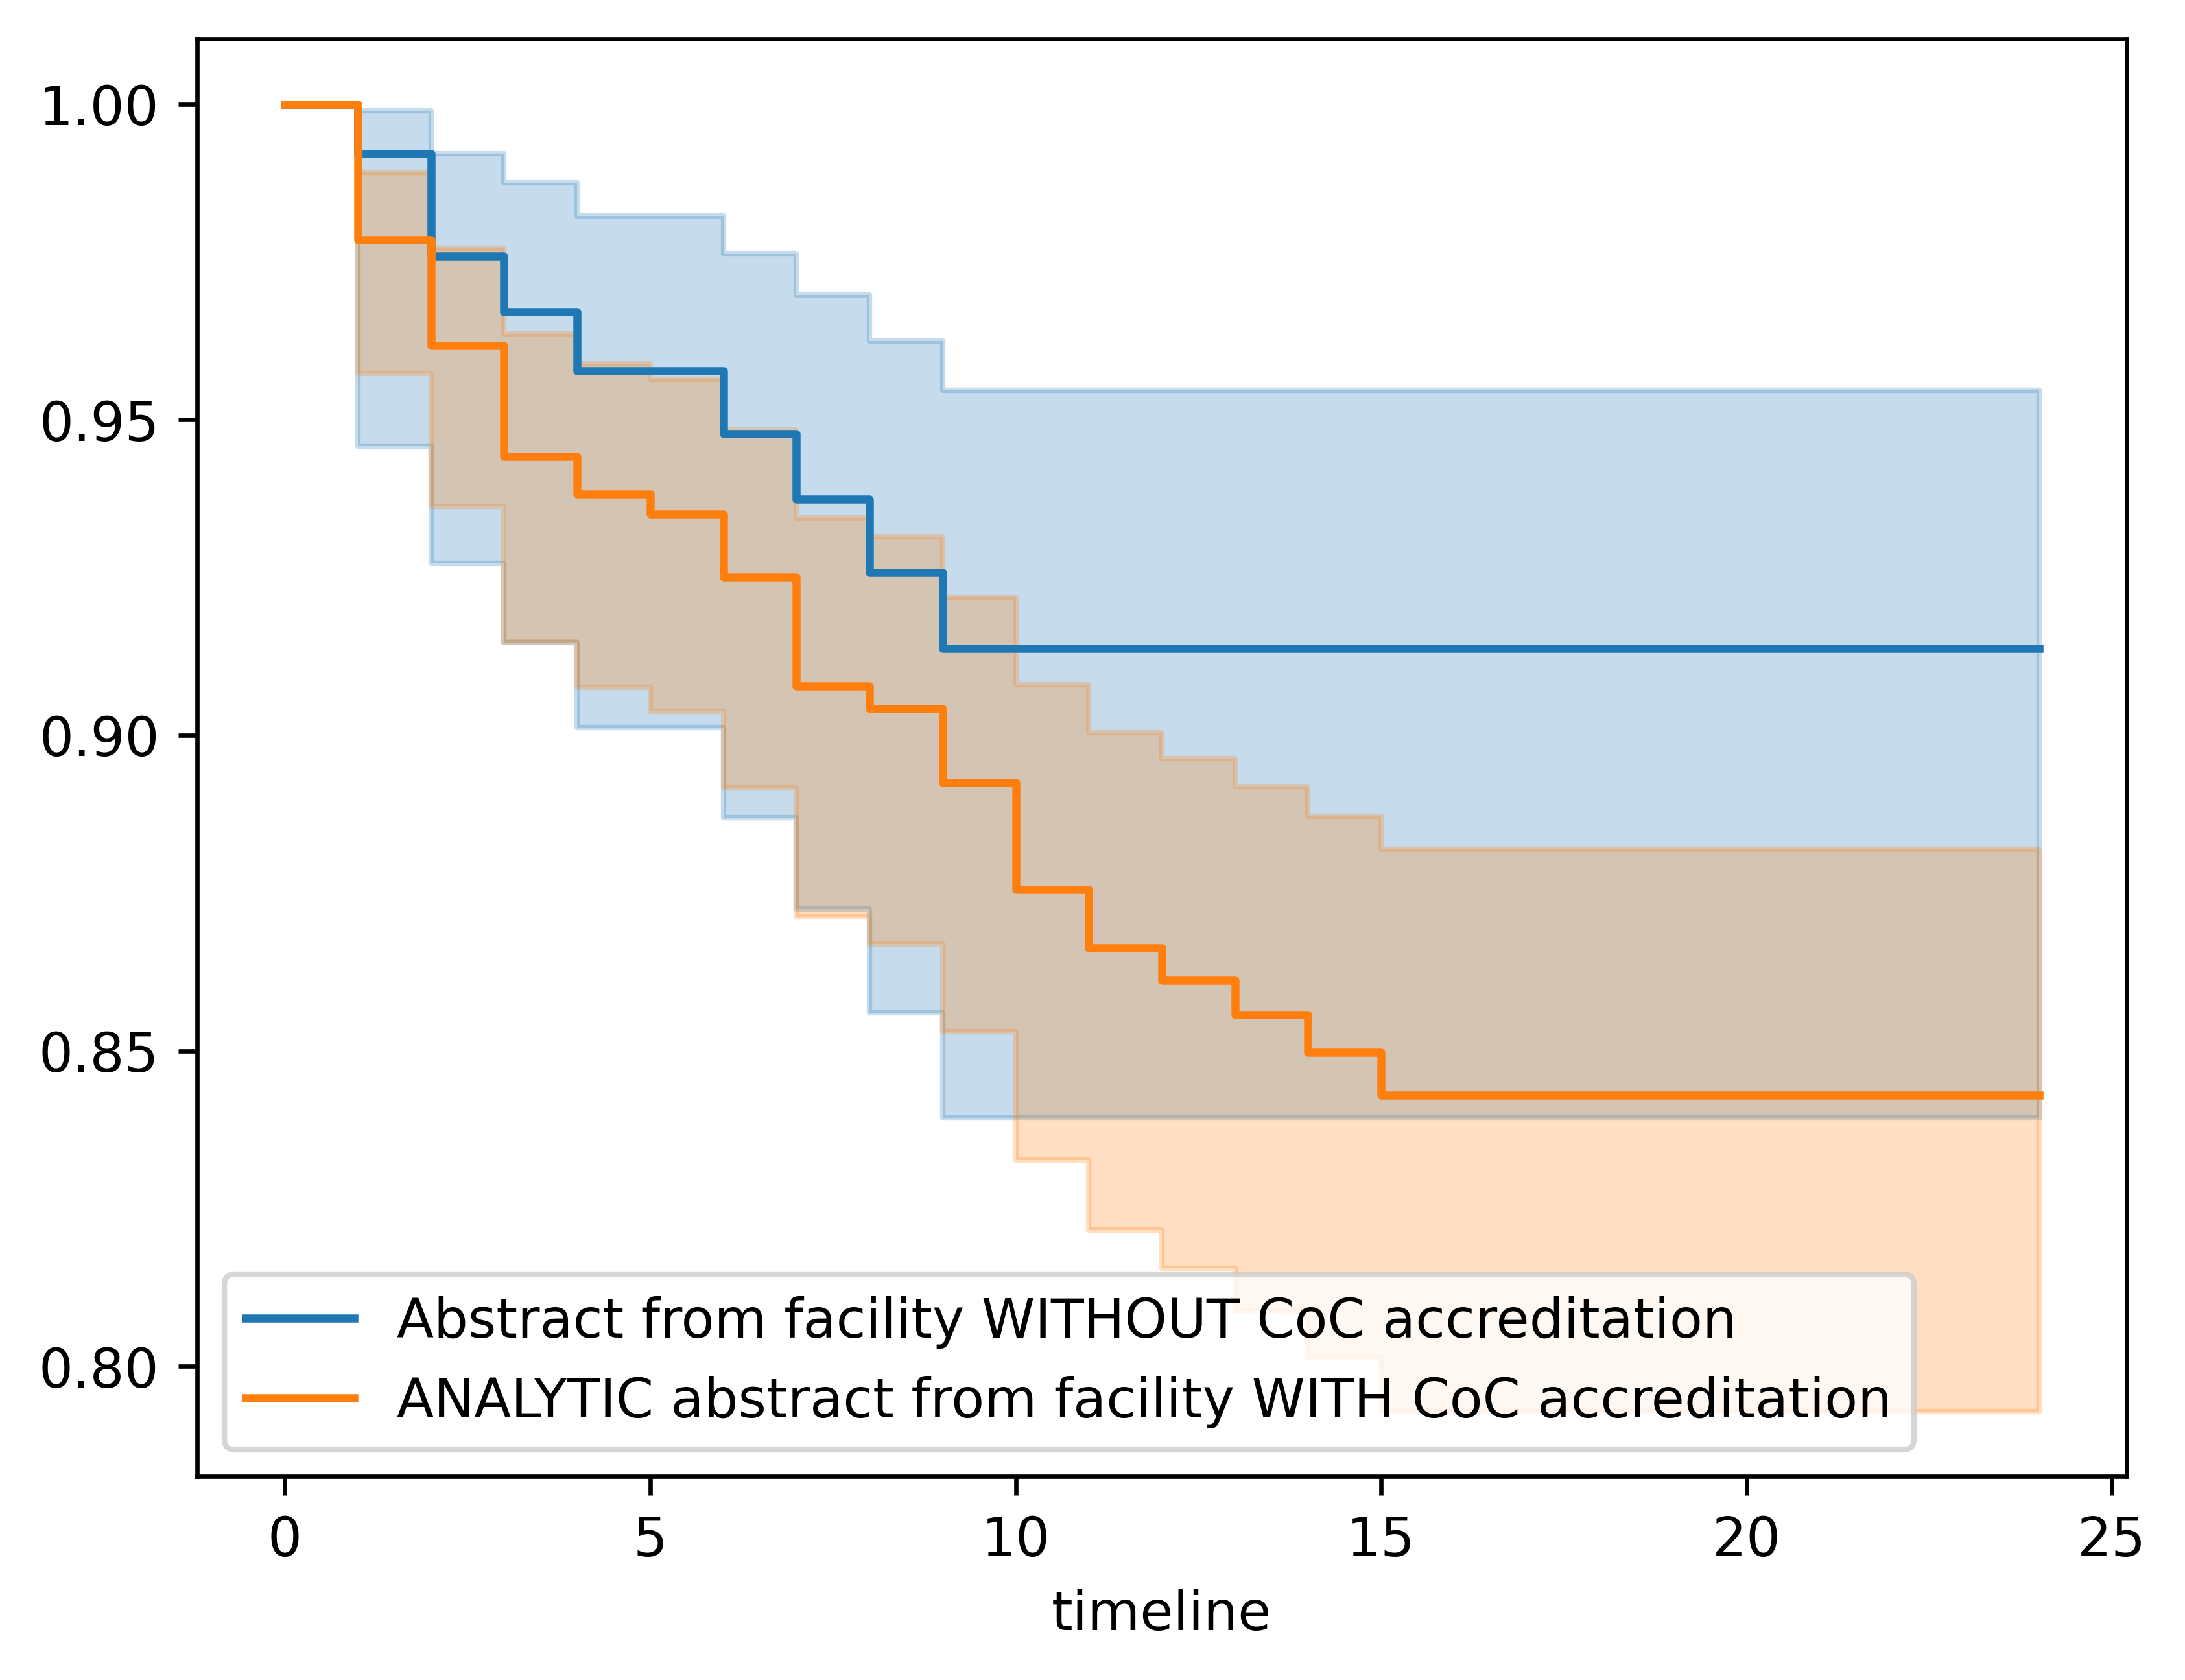 1.00
0.95
0.90
0.85
0.80
Abstract from facility WITHOUT CoC accreditation
ANALYTIC abstract from facility WITH CoC accreditation
0 5 10 15 20 25
timeline